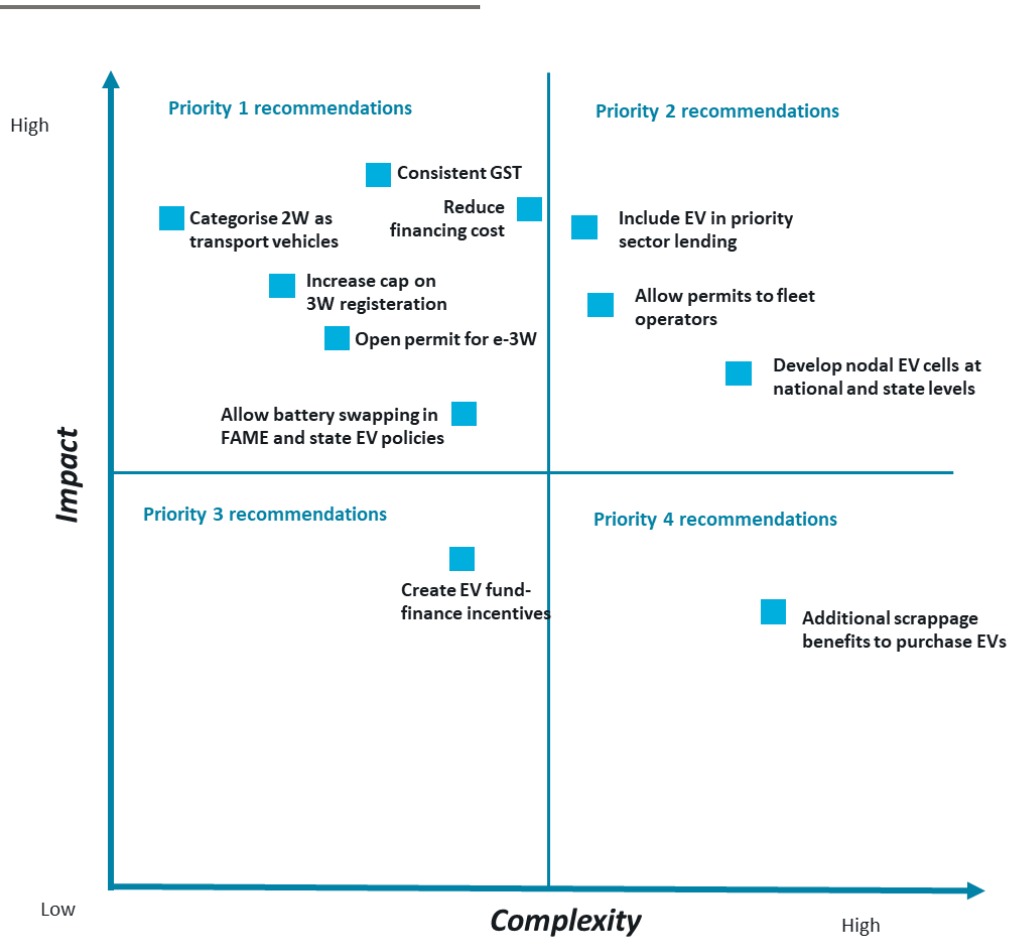 Priority 1 recommendations
Priority 2 recommendations
High
Consistent GST
Reduce
financing cost
Categorise 2W as
transport vehicles
Include EV in priority
sector lending
Increase cap on
3W registeration
Allow permits to fleet
operators
Open permit for e-3W
Develop nodal EV cells at
national and state levels
Allow battery swapping in
FAME and state EV policies
Impact
Priority 3 recommendations
Priority 4 recommendations
Create EV fund-
finance incentives
Additional scrappage
benefits to purchase EVs
Low
Complexity
High